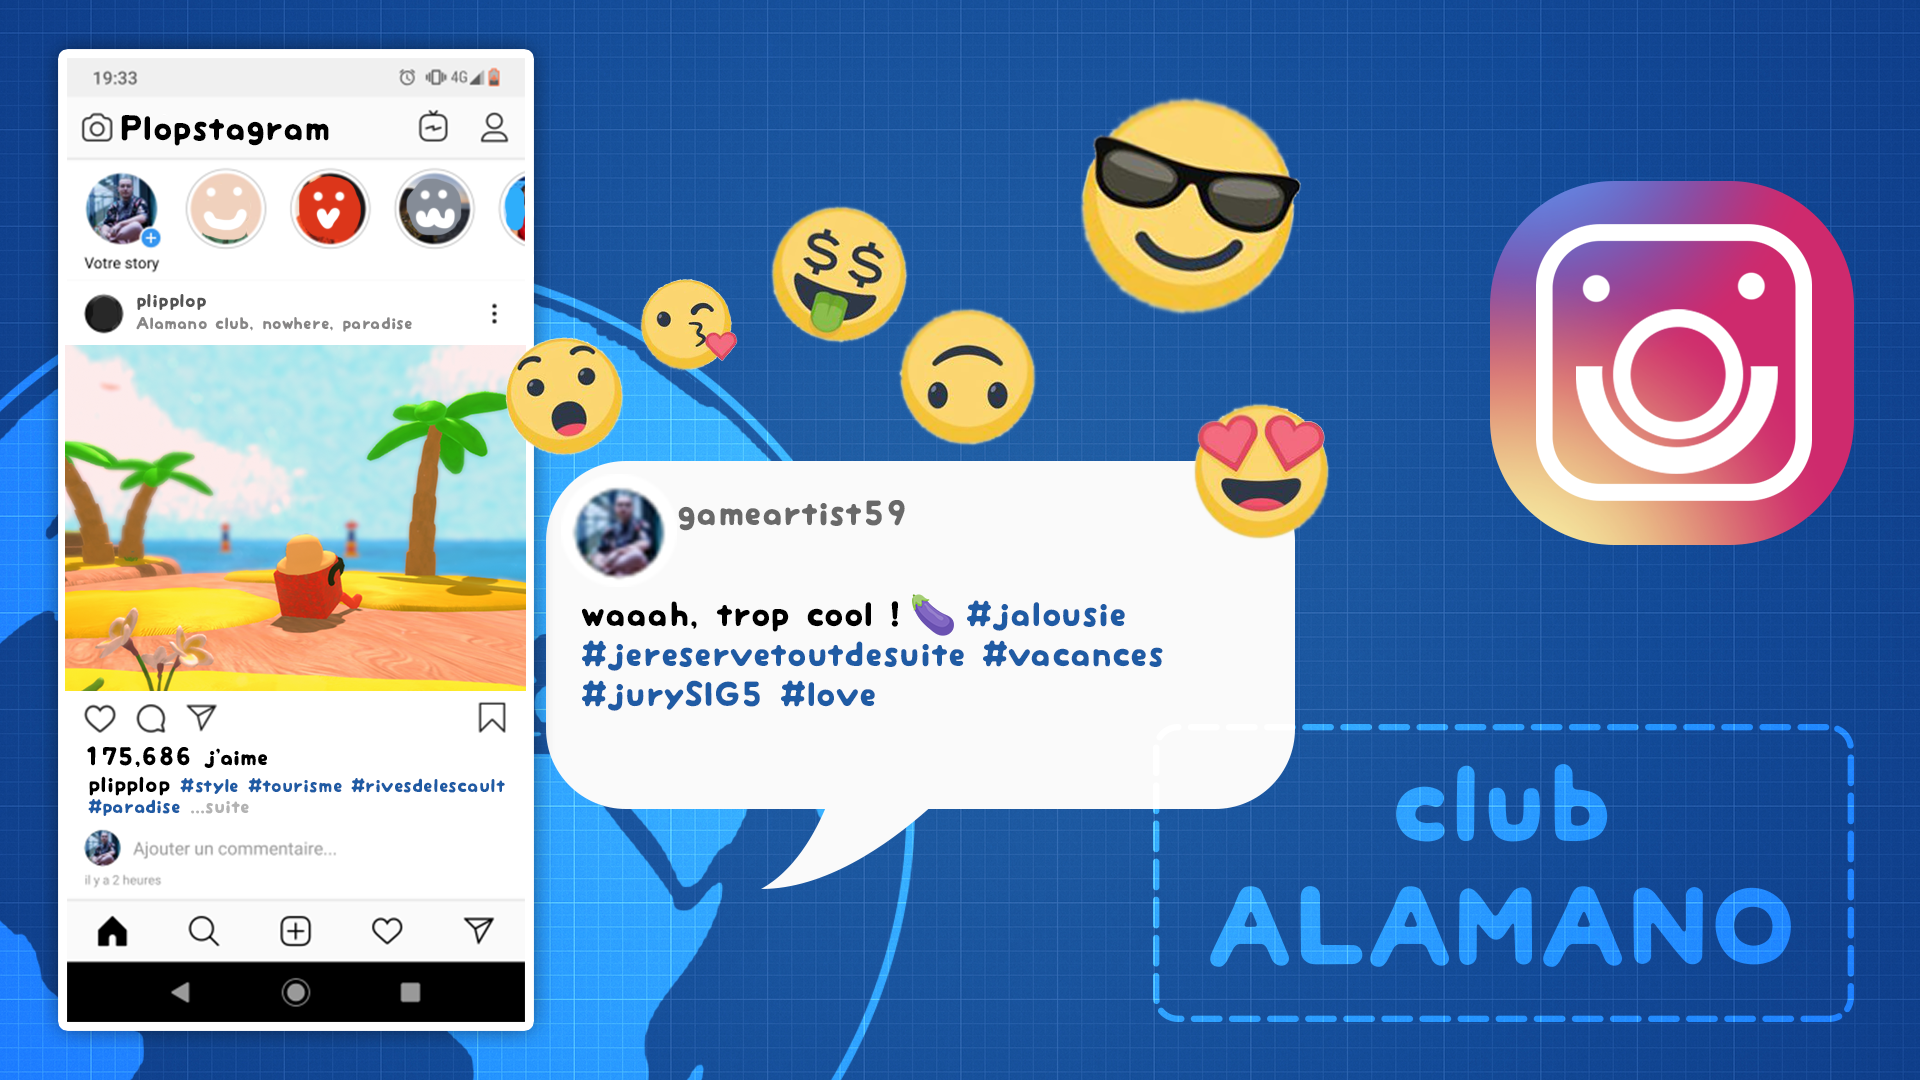 19:33
4G
Plopstagram
Votre story
plipplop
Alamano club, nowhere, paradise
175,686 j'aime
plipplop #style #tourisme #rivesdelescault
#paradise ...suite
Ajouter un commentaire...
il y a 2 heures
gameartist59
waaah, trop cool ! 🍆 #jalousie
#jereservetoutdesuite #vacances
#jurySIG5 #love
club
ALAMANO